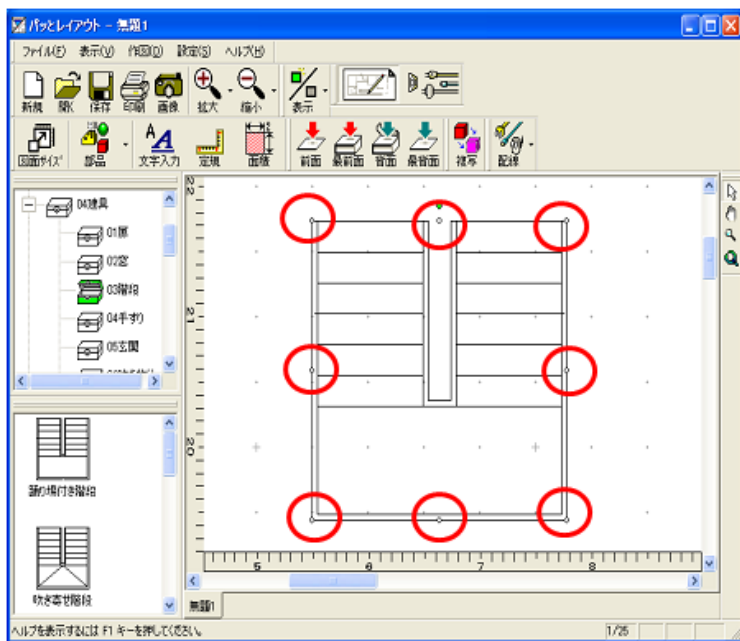 パッとレイアウト - 無題1
ファイル(F) 表示(V) 作図(D) 設定(S) ヘルプ(H)
新規 開く 保存 印刷 画像 拡大 縮小 表示
図面サイズ 部品 文字入力 定規 面積 前面 最前面 背面 最背面 複写 配線
04建具
01扉
02窓
03階段
04手すり
05玄関
踊り場付き階段
吹き寄せ階段
22
21
20
5 6 7 8
無題1
ヘルプを表示するには F1 キーを押してください。 1/25